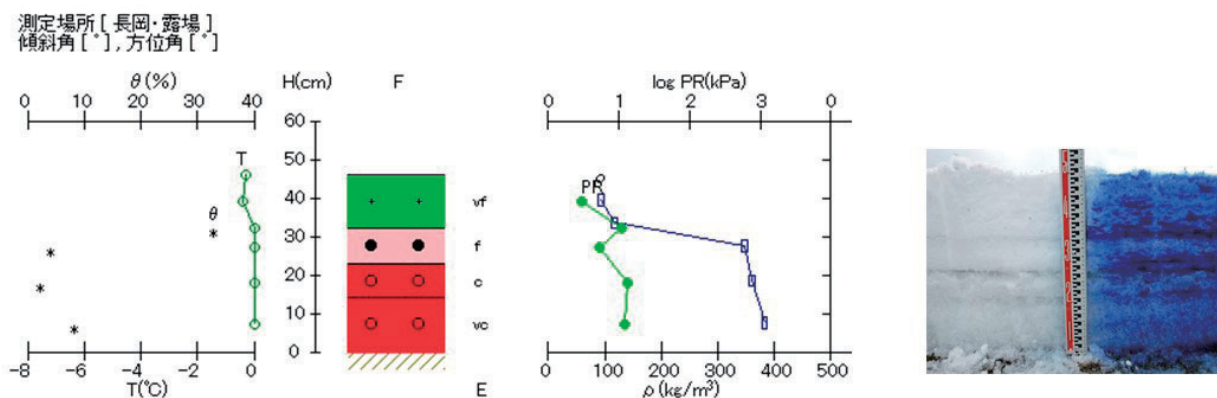 測定場所[ 長岡・露場 ]
傾斜角[ ° ], 方位角[ ° ]
θ(%)
0 10 20 30 40
H(cm)
F
log PR(kPa)
0 1 2 3 0
60
50
40
30
20
10
0
T
θ
vf
f
c
vc
PR
ρ
-8 -6 -4 -2 0
T(℃)
E
0 100 200 300 400 500
ρ(kg/m³)